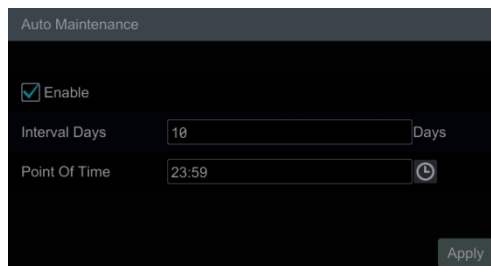 Auto Maintenance
Enable
Interval Days 10 Days
Point Of Time 23:59
Apply